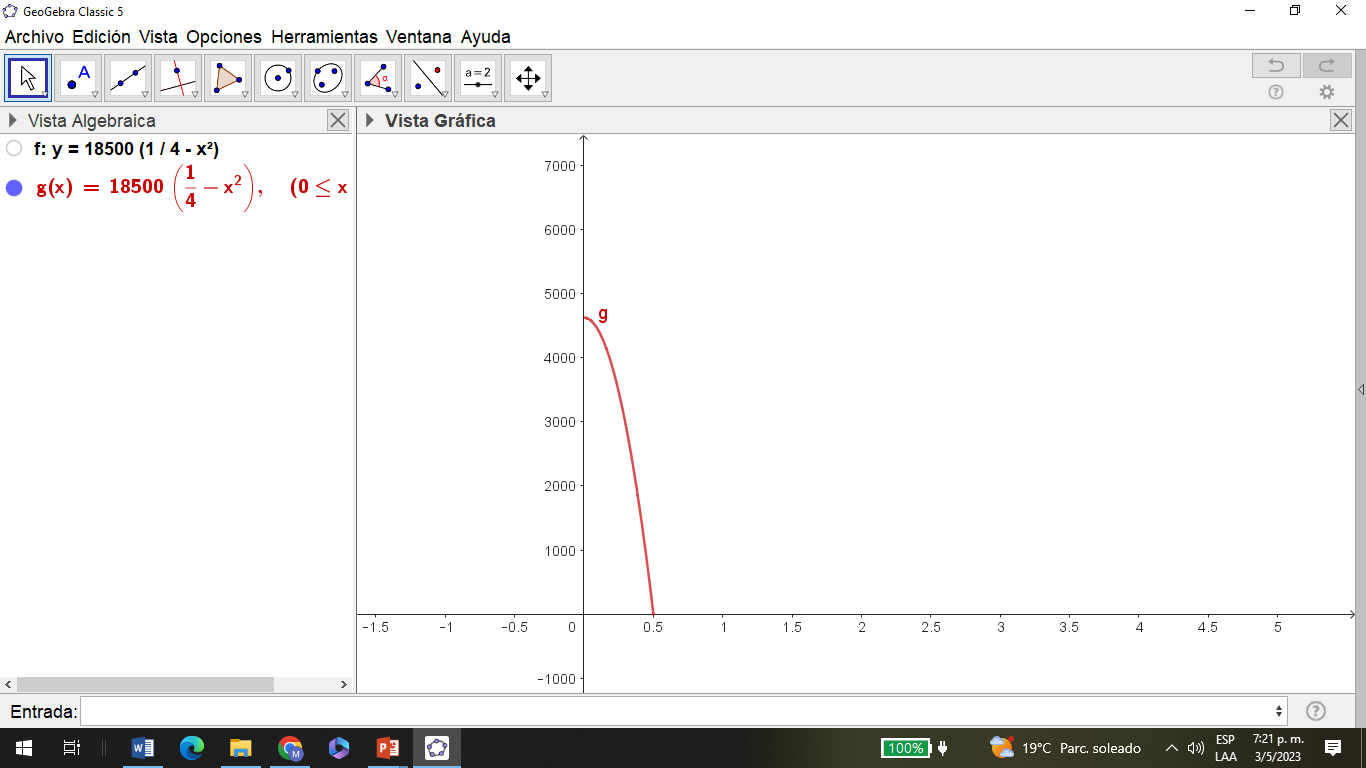 GeoGebra Classic 5
Archivo Edición Vista Opciones Herramientas Ventana Ayuda
A
α
a = 2
Vista Algebraica
Vista Gráfica
f: y = 18500 (1 / 4 - x²)
g(x) = 18500 (1/4 − x²), (0 ≤ x
7000
6000
5000
g
4000
3000
2000
1000
−1.5 −1 −0.5 0 0.5 1 1.5 2 2.5 3 3.5 4 4.5 5
−1000
Entrada:
100% 19°C Parc. soleado ESP LAA 7:21 p. m. 3/5/2023